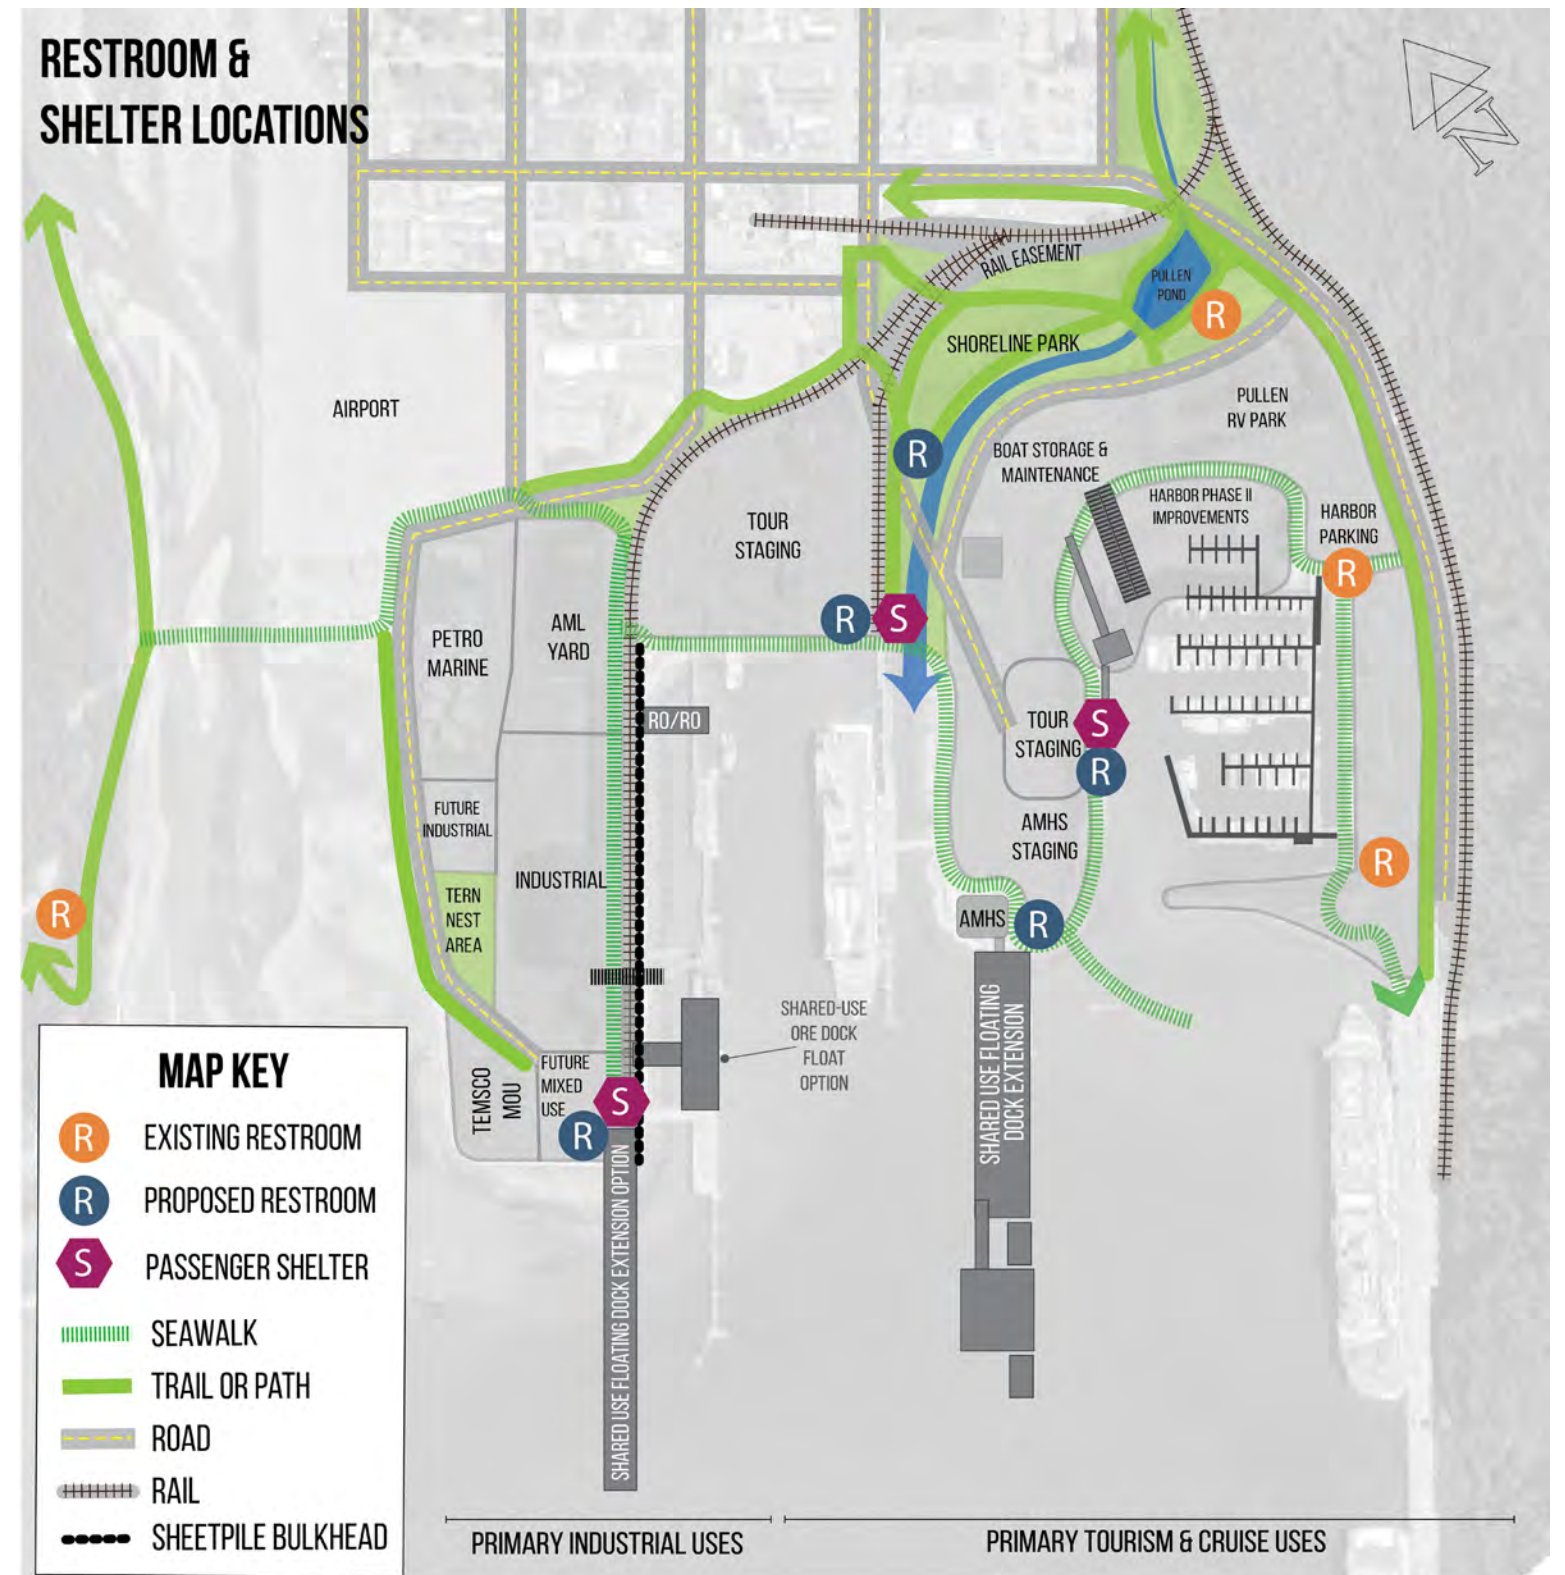 RESTROOM &
SHELTER LOCATIONS
N
RAIL EASEMENT
PULLEN
POND
R
SHORELINE PARK
AIRPORT
PULLEN
RV PARK
R
BOAT STORAGE &
MAINTENANCE
HARBOR PHASE II
IMPROVEMENTS
HARBOR
PARKING
R
TOUR
STAGING
R
S
PETRO
MARINE
AML
YARD
RO/RO
TOUR
STAGING
S
R
FUTURE
INDUSTRIAL
AMHS
STAGING
INDUSTRIAL
TERN
NEST
AREA
R
R
AMHS
R
SHARED-USE
ORE DOCK
FLOAT
OPTION
SHARED USE FLOATING
DOCK EXTENSION
TEMSCO
MOU
FUTURE
MIXED
USE
S
R
SHARED USE FLOATING DOCK EXTENSION OPTION
MAP KEY
R EXISTING RESTROOM
R PROPOSED RESTROOM
S PASSENGER SHELTER
SEAWALK
TRAIL OR PATH
ROAD
RAIL
SHEETPILE BULKHEAD
PRIMARY INDUSTRIAL USES
PRIMARY TOURISM & CRUISE USES